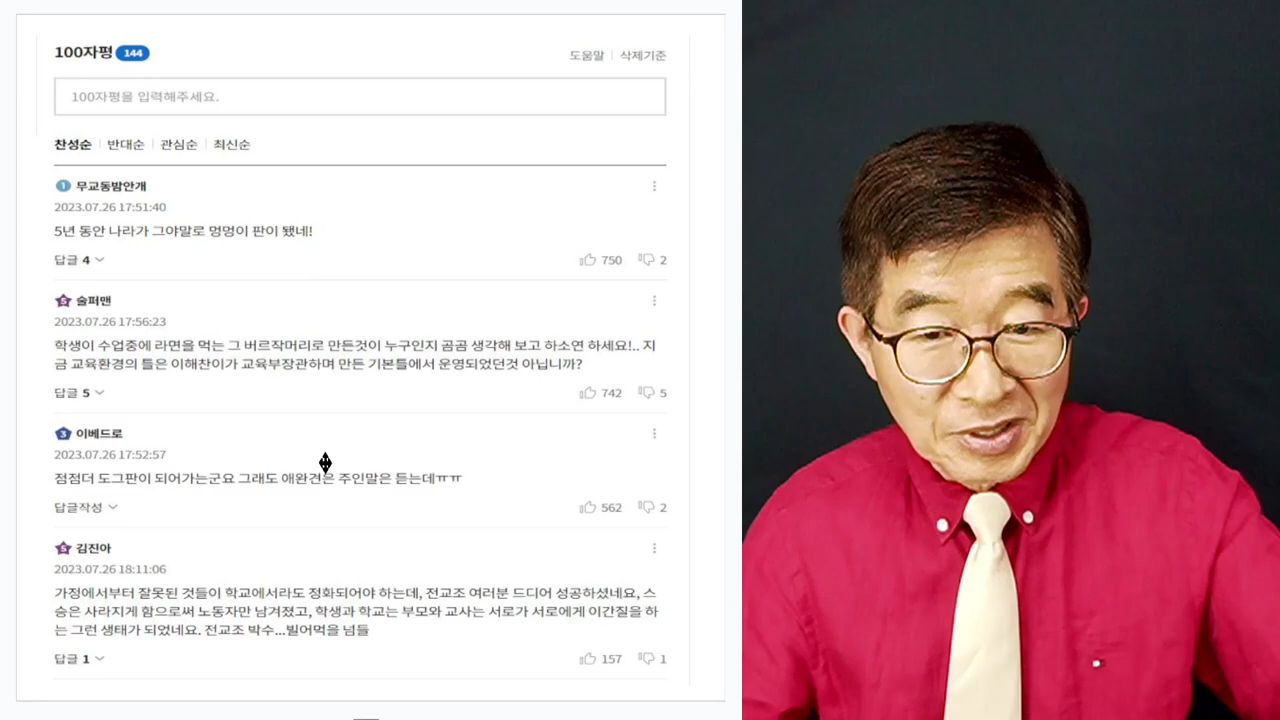 100자평 144
도움말 | 삭제기준
100자평을 입력해주세요.
찬성순 | 반대순 | 관심순 | 최신순
1 무교동밤안개
2023.07.26 17:51:40
5년 동안 나라가 그야말로 멍멍이 판이 됐네!
답글 4
750 2
5 술퍼맨
2023.07.26 17:56:23
학생이 수업중에 라면을 먹는 그 버르작머리로 만든것이 누구인지 곰곰 생각해 보고 하소연 하세요!.. 지
금 교육환경의 틀은 이해찬이가 교육부장관하며 만든 기본틀에서 운영되었던것 아닙니까?
답글 5
742 5
3 이베드로
2023.07.26 17:52:57
점점더 도그판이 되어가는군요 그래도 애완견은 주인말은 듣는데ㅠㅠ
답글작성
562 2
5 김진아
2023.07.26 18:11:06
가정에서부터 잘못된 것들이 학교에서라도 정화되어야 하는데, 전교조 여러분 드디어 성공하셨네요, 스
승은 사라지게 함으로써 노동자만 남겨졌고, 학생과 학교는 부모와 교사는 서로가 서로에게 이간질을 하
는 그런 생태가 되었네요. 전교조 박수...빌어먹을 넘들
답글 1
157 1